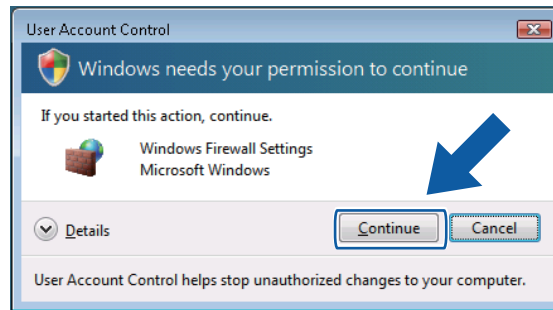 User Account Control
Windows needs your permission to continue
If you started this action, continue.
Windows Firewall Settings
Microsoft Windows
Details
Continue
Cancel
User Account Control helps stop unauthorized changes to your computer.